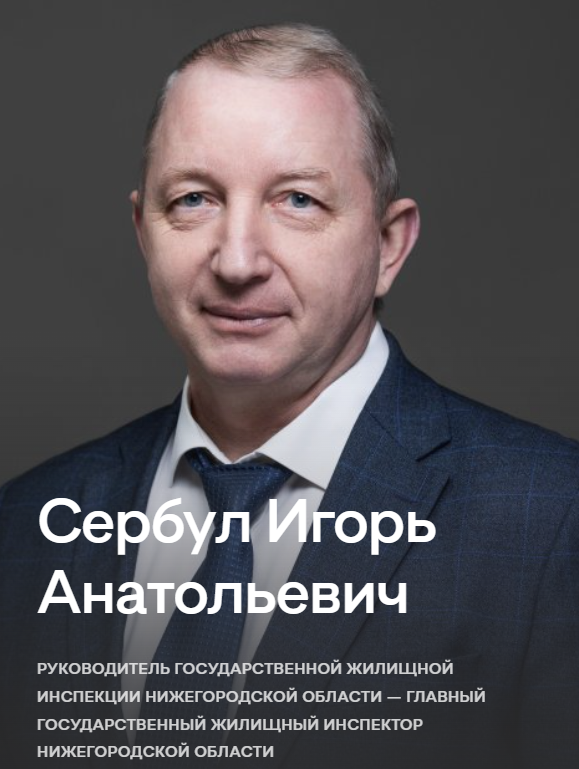 Сербул Игорь
Анатольевич
РУКОВОДИТЕЛЬ ГОСУДАРСТВЕННОЙ ЖИЛИЩНОЙ
ИНСПЕКЦИИ НИЖЕГОРОДСКОЙ ОБЛАСТИ — ГЛАВНЫЙ
ГОСУДАРСТВЕННЫЙ ЖИЛИЩНЫЙ ИНСПЕКТОР
НИЖЕГОРОДСКОЙ ОБЛАСТИ